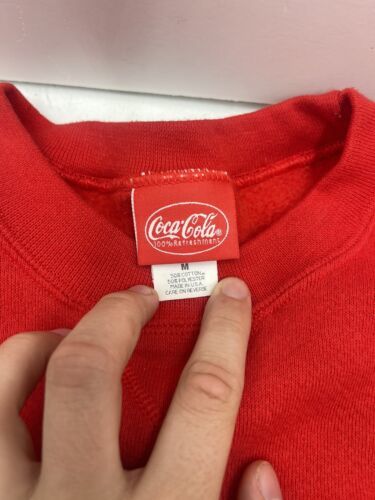 Coca-Cola®
100% Refreshment
M
50% COTTON
50% POLYESTER
MADE IN U.S.A.
CARE ON REVERSE